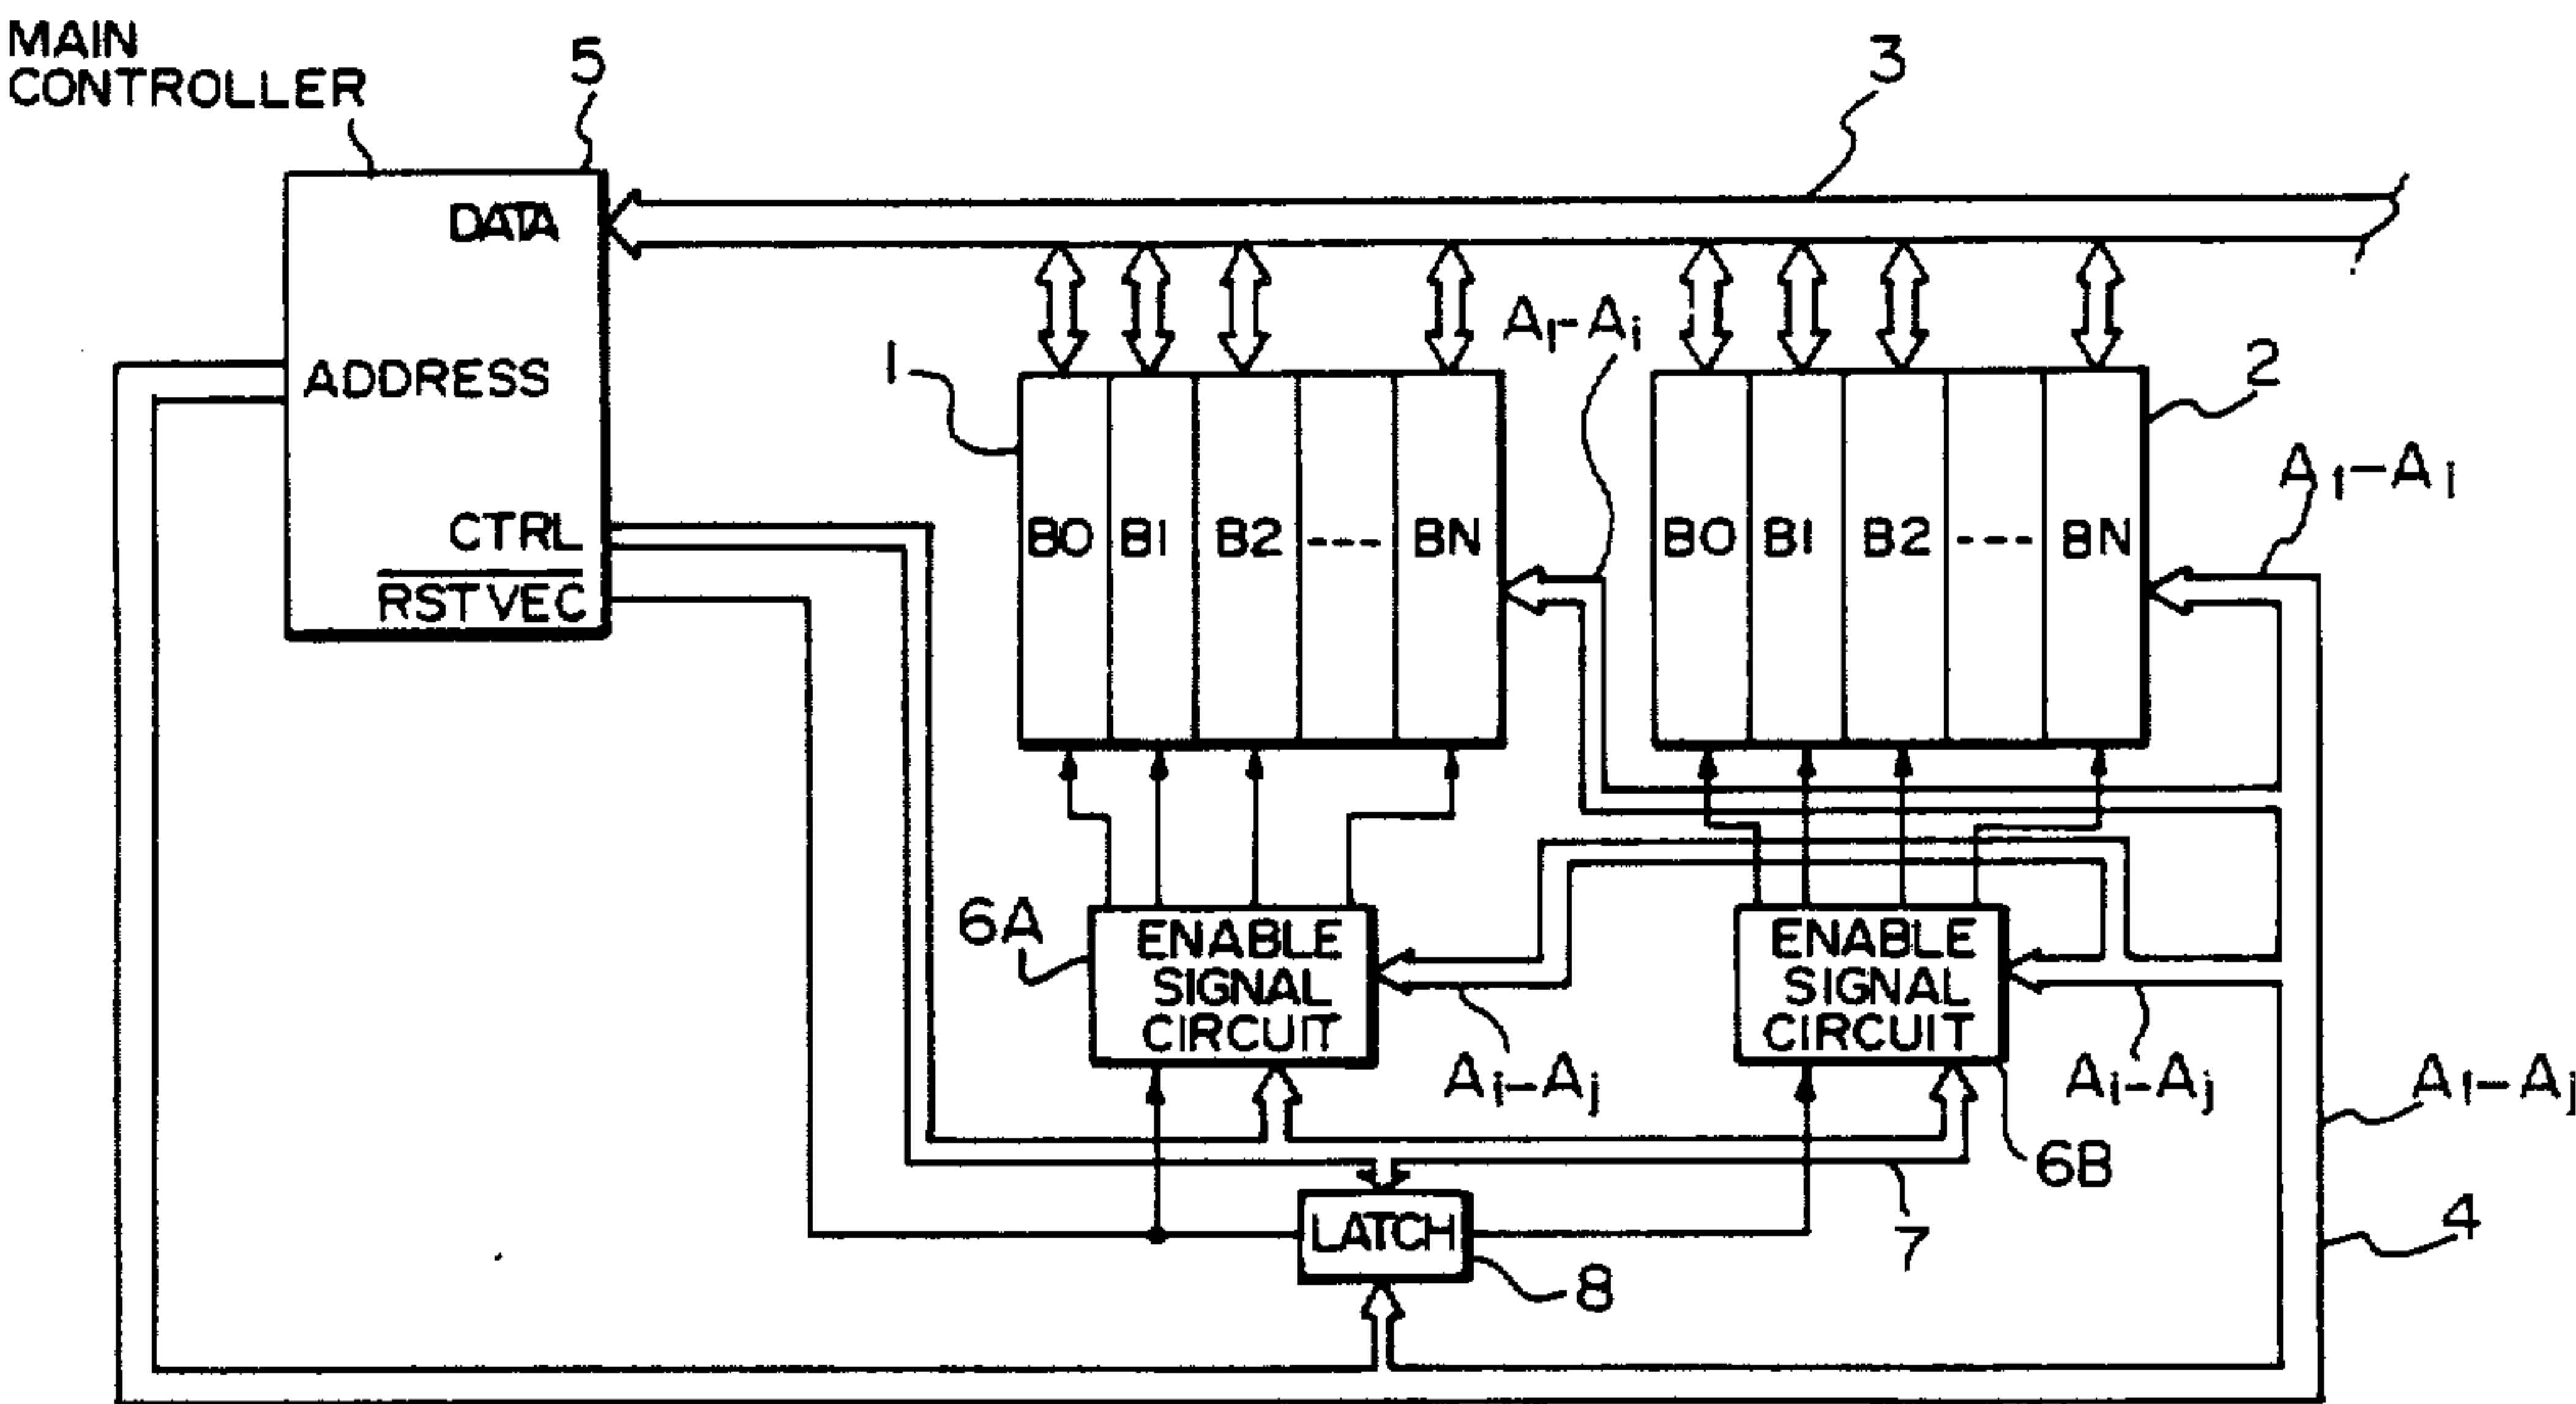 MAIN
CONTROLLER
5
3
DATA
ADDRESS
CTRL
RST VEC
1
A1-Ai
2
A1-Ai
B0 B1 B2 --- BN
B0 B1 B2 --- BN
6A
ENABLE
SIGNAL
CIRCUIT
ENABLE
SIGNAL
CIRCUIT
Ai-Aj
Ai-Aj
A1-Aj
6B
LATCH
7
4
8